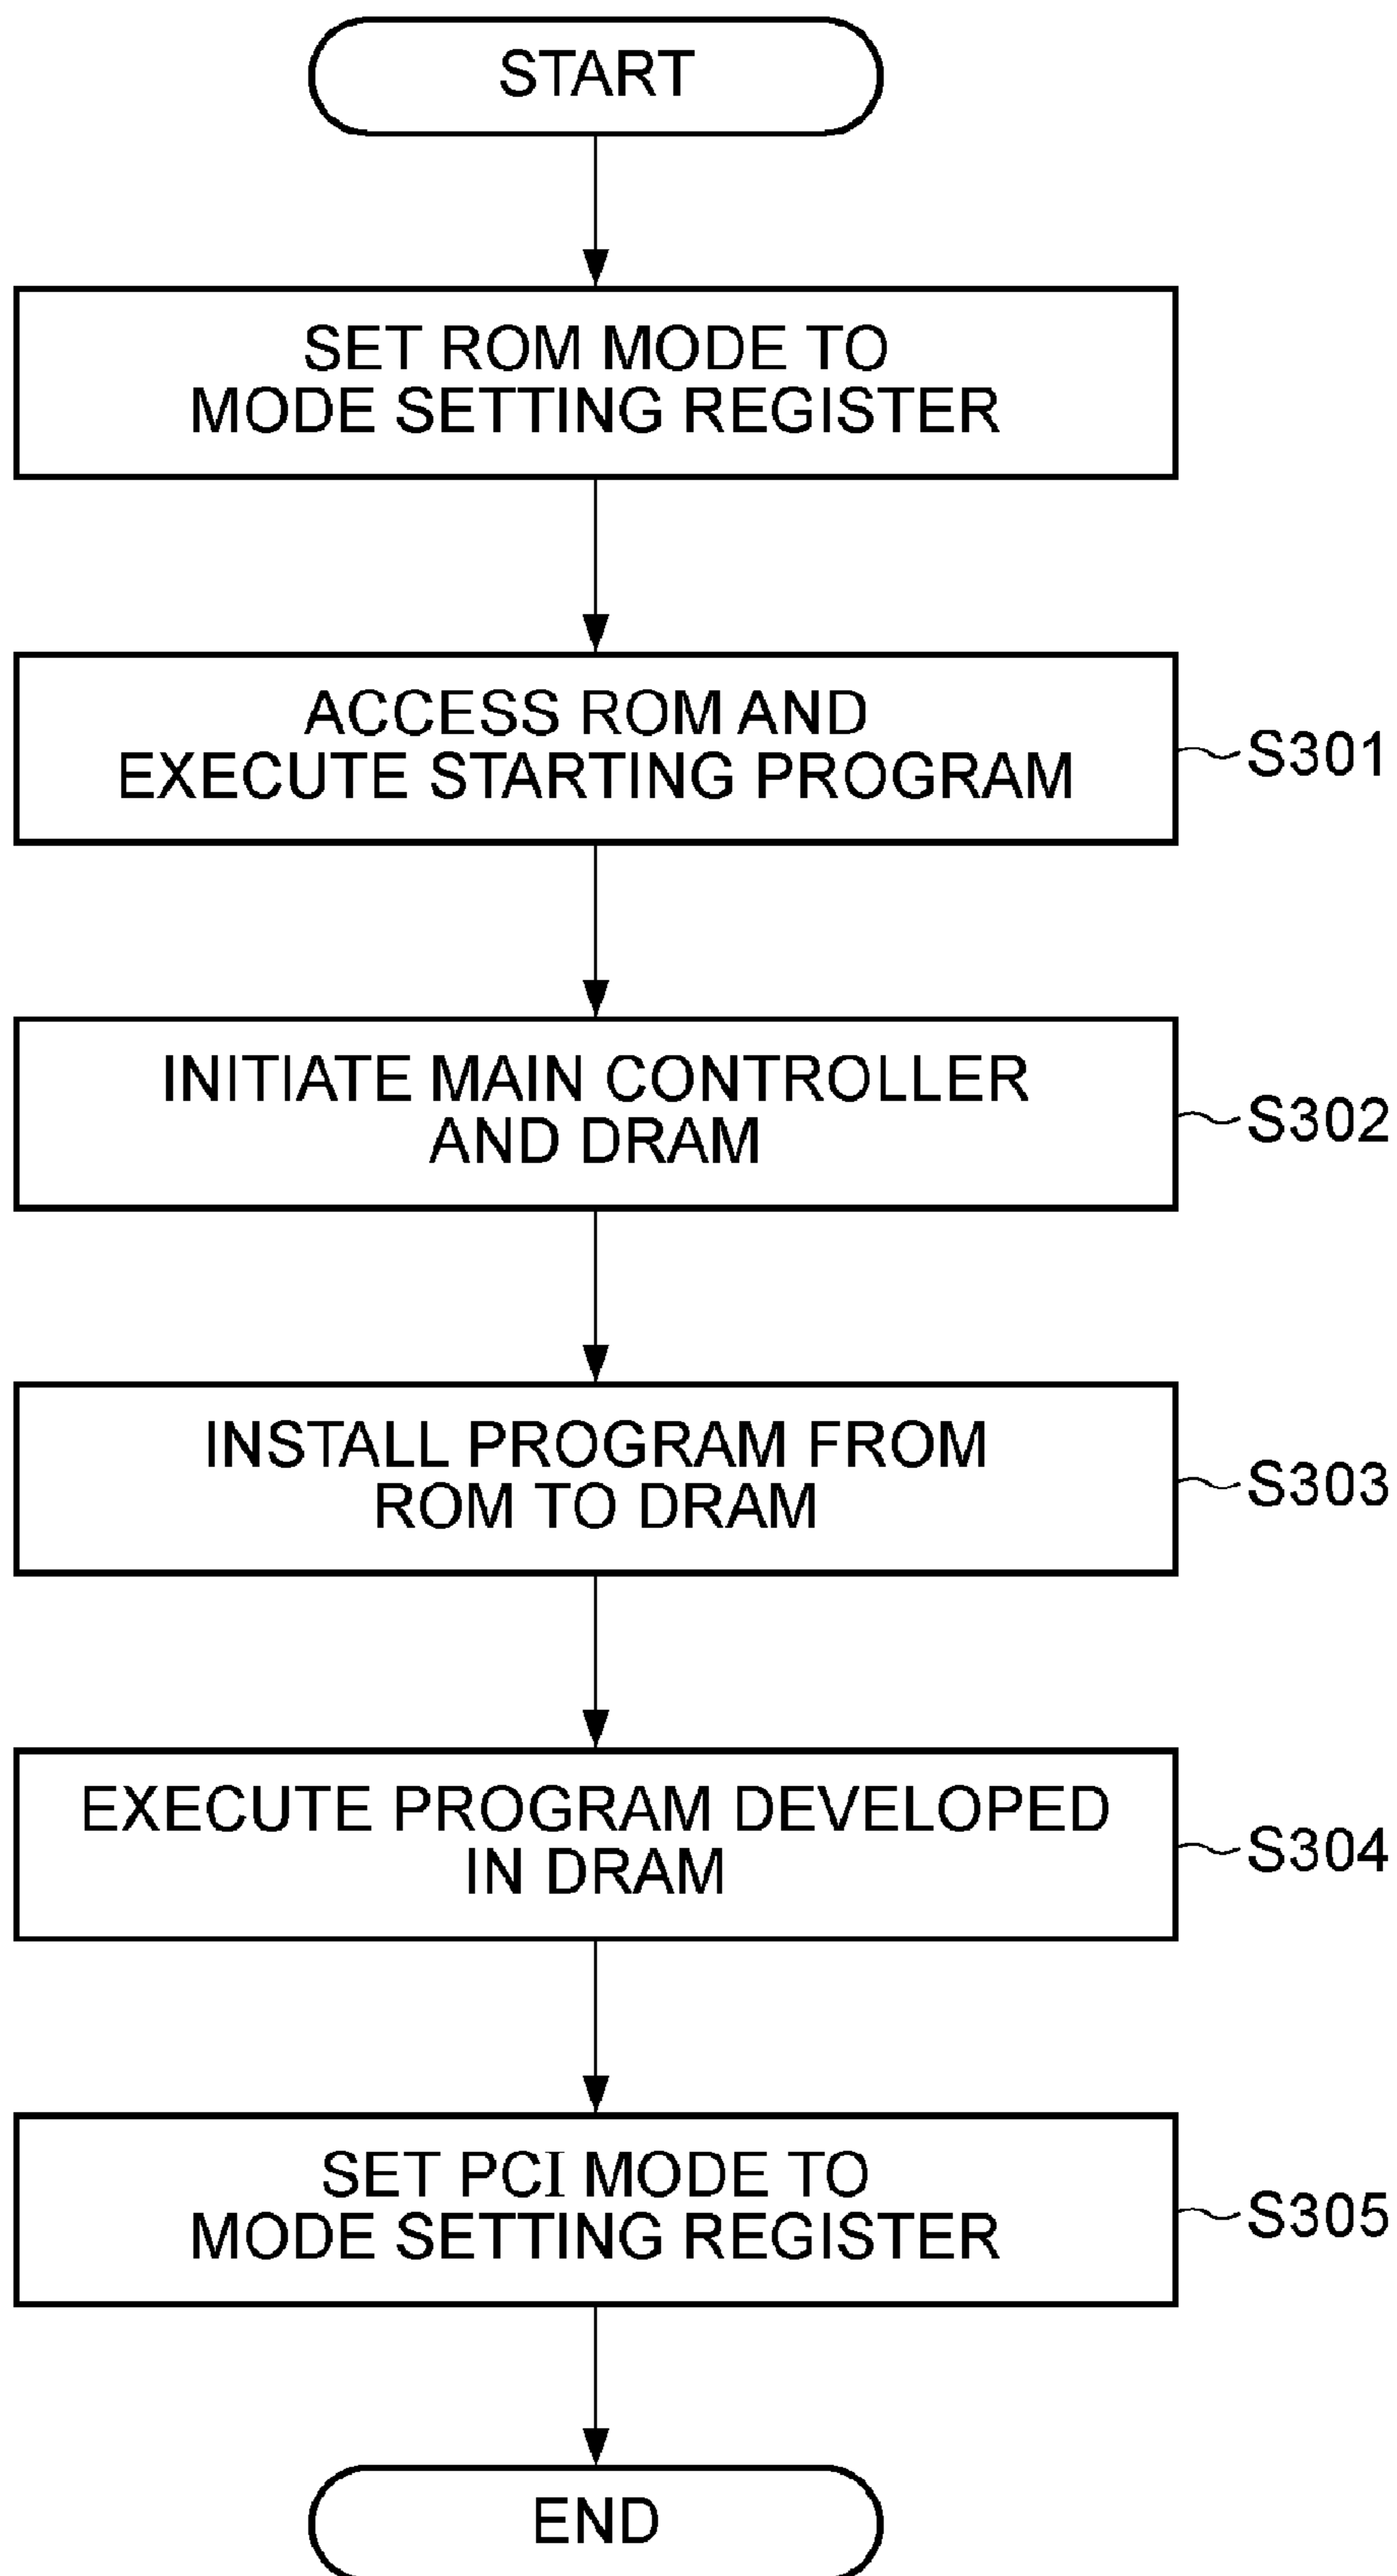 START
SET ROM MODE TO
MODE SETTING REGISTER
ACCESS ROM AND
EXECUTE STARTING PROGRAM
S301
INITIATE MAIN CONTROLLER
AND DRAM
S302
INSTALL PROGRAM FROM
ROM TO DRAM
S303
EXECUTE PROGRAM DEVELOPED
IN DRAM
S304
SET PCI MODE TO
MODE SETTING REGISTER
S305
END